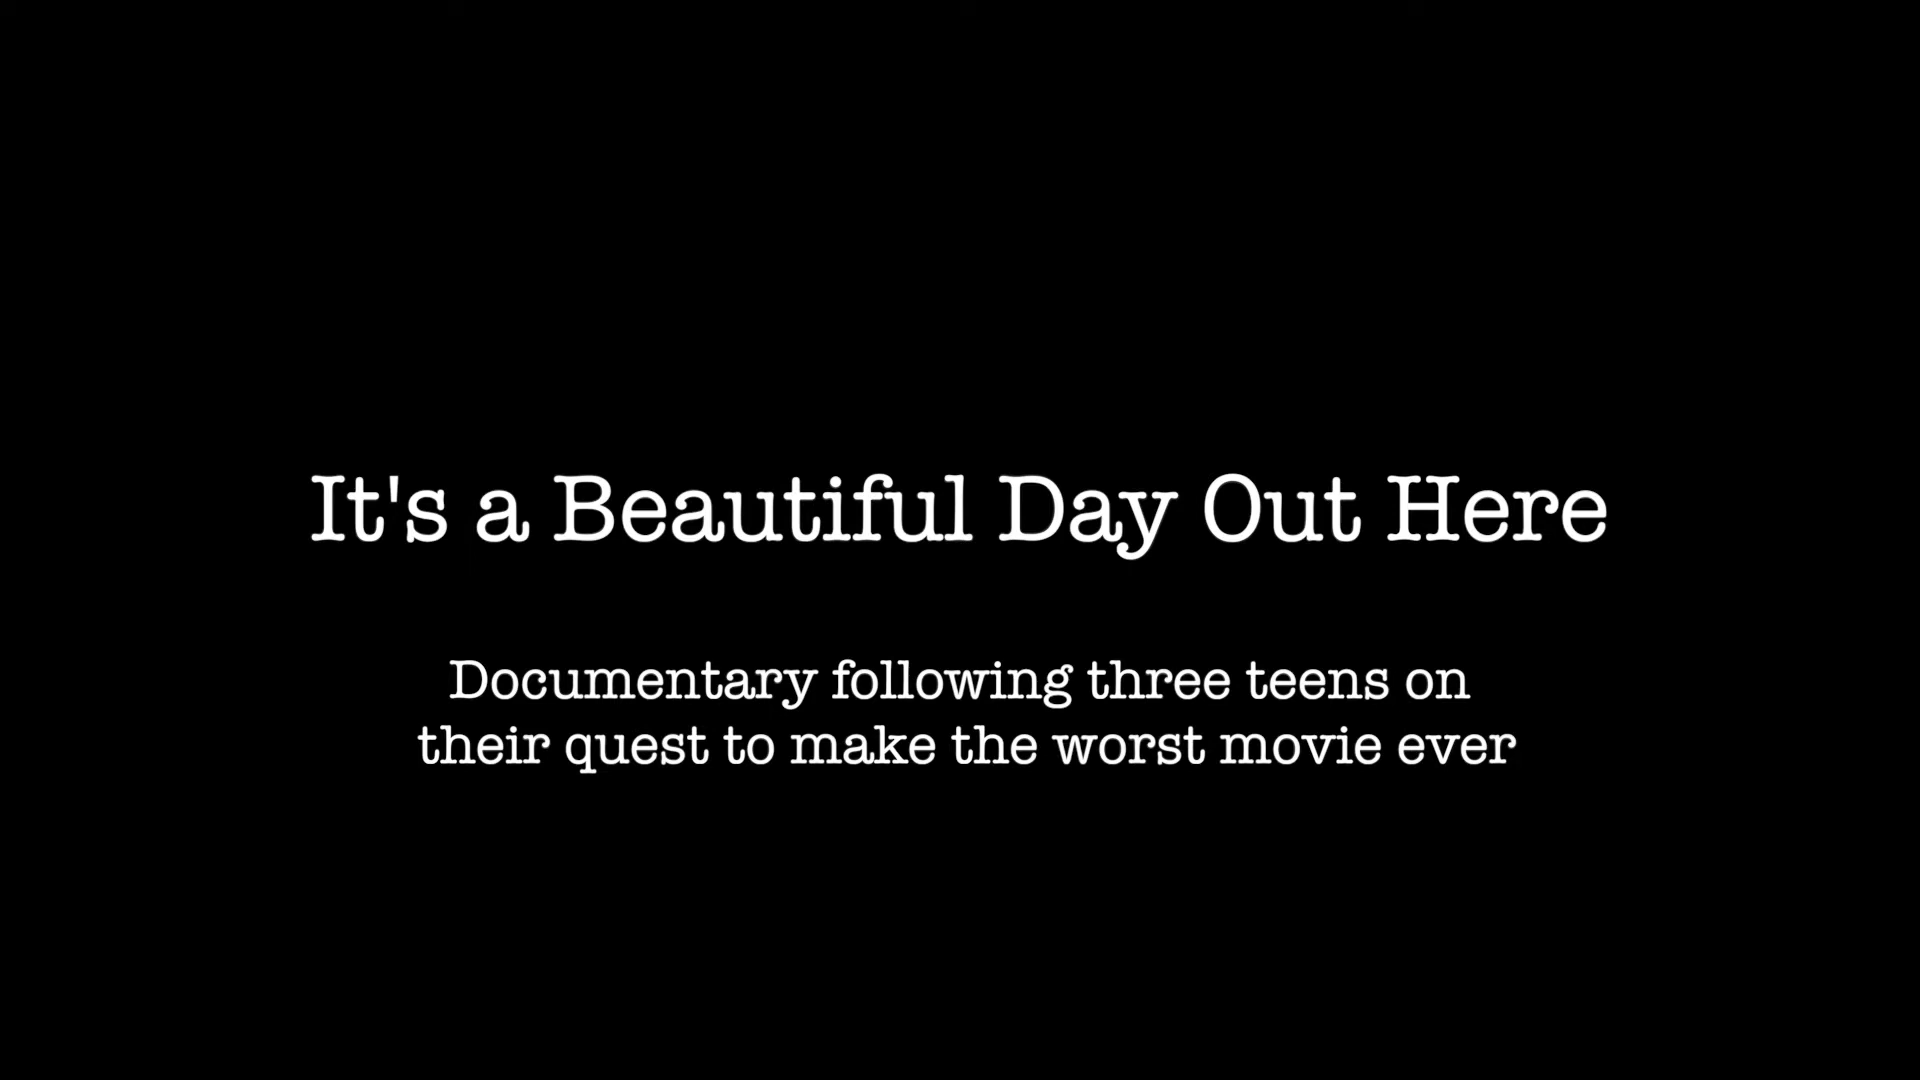 It's a Beautiful Day Out Here
Documentary following three teens on
their quest to make the worst movie ever